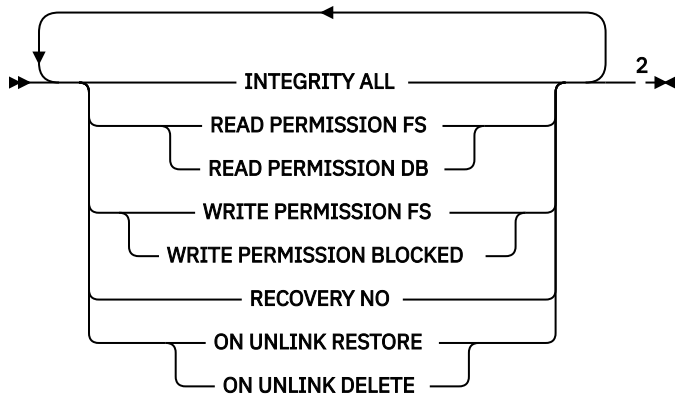 2
INTEGRITY ALL
READ PERMISSION FS
READ PERMISSION DB
WRITE PERMISSION FS
WRITE PERMISSION BLOCKED
RECOVERY NO
ON UNLINK RESTORE
ON UNLINK DELETE